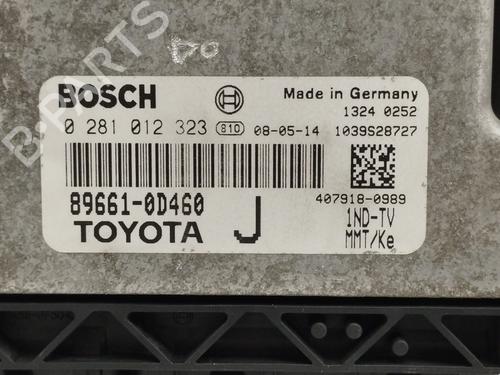 B-PARTS
DO
BOSCH
Made in Germany
1324 0252
0 281 012 323 810 08-05-14 1039S28727
89661-0D460
407918-0989
TOYOTA J 1ND-TV
MMT/Ke